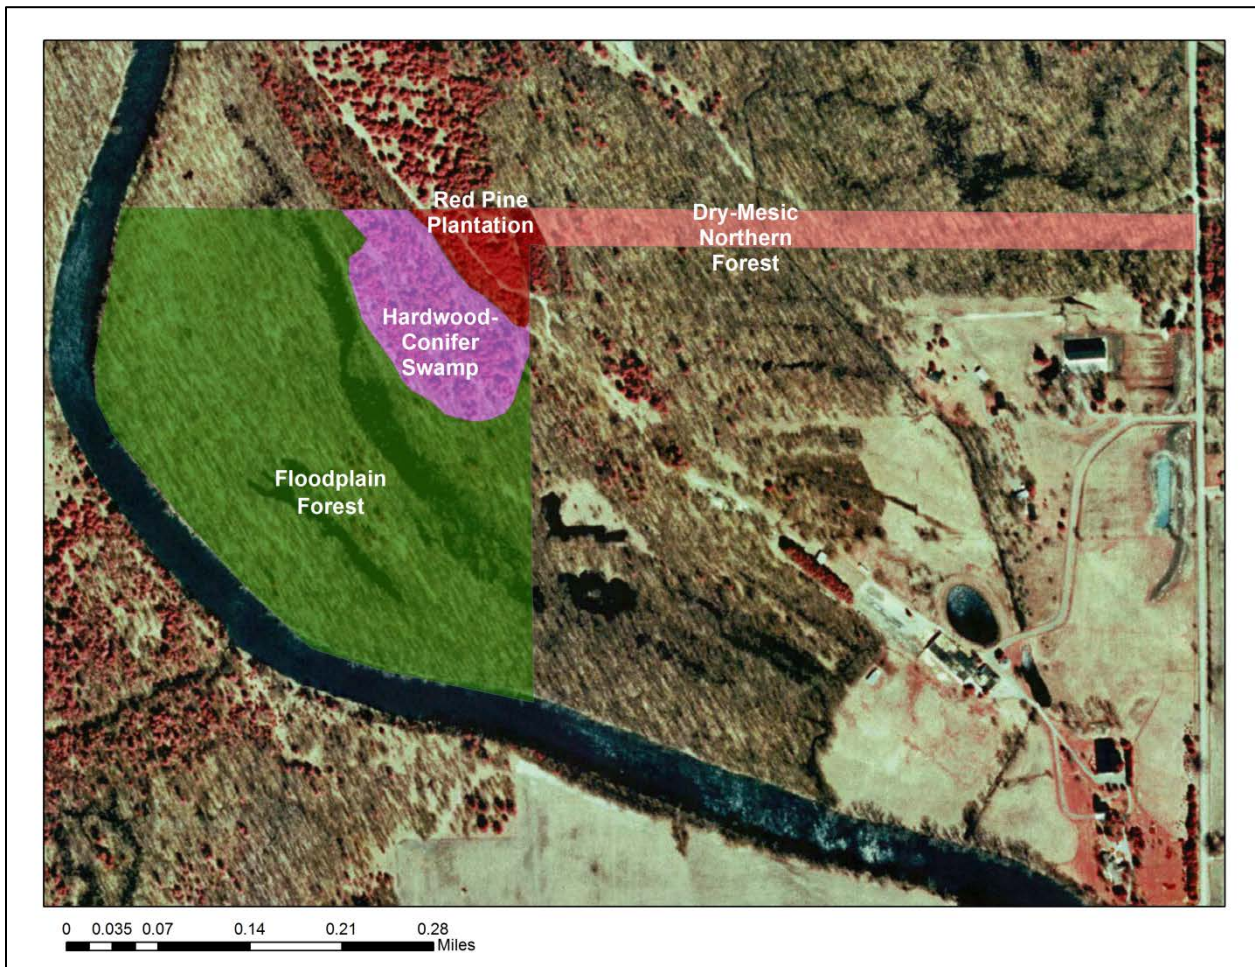 Red Pine
Plantation
Dry-Mesic
Northern
Forest
Hardwood-
Conifer
Swamp
Floodplain
Forest
0 0.035 0.07 0.14 0.21 0.28
Miles